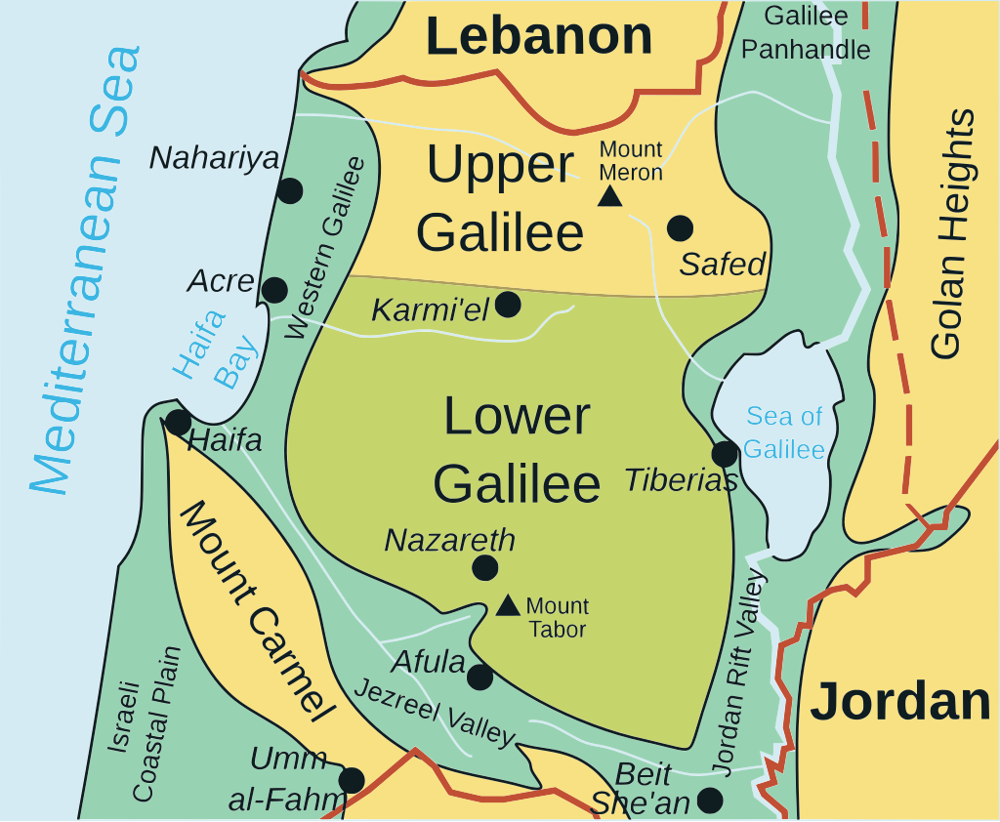 Galilee
Panhandle
Lebanon
Mediterranean Sea
Nahariya
Western Galilee
Upper
Galilee
Mount
Meron
Safed
Golan Heights
Acre
Haifa
Bay
Karmi'el
Haifa
Lower
Galilee
Sea of
Galilee
Tiberias
Nazareth
Mount
Tabor
Mount Carmel
Afula
Jezreel Valley
Jordan Rift Valley
Jordan
Israeli
Coastal Plain
Umm
al-Fahm
Beit
She'an